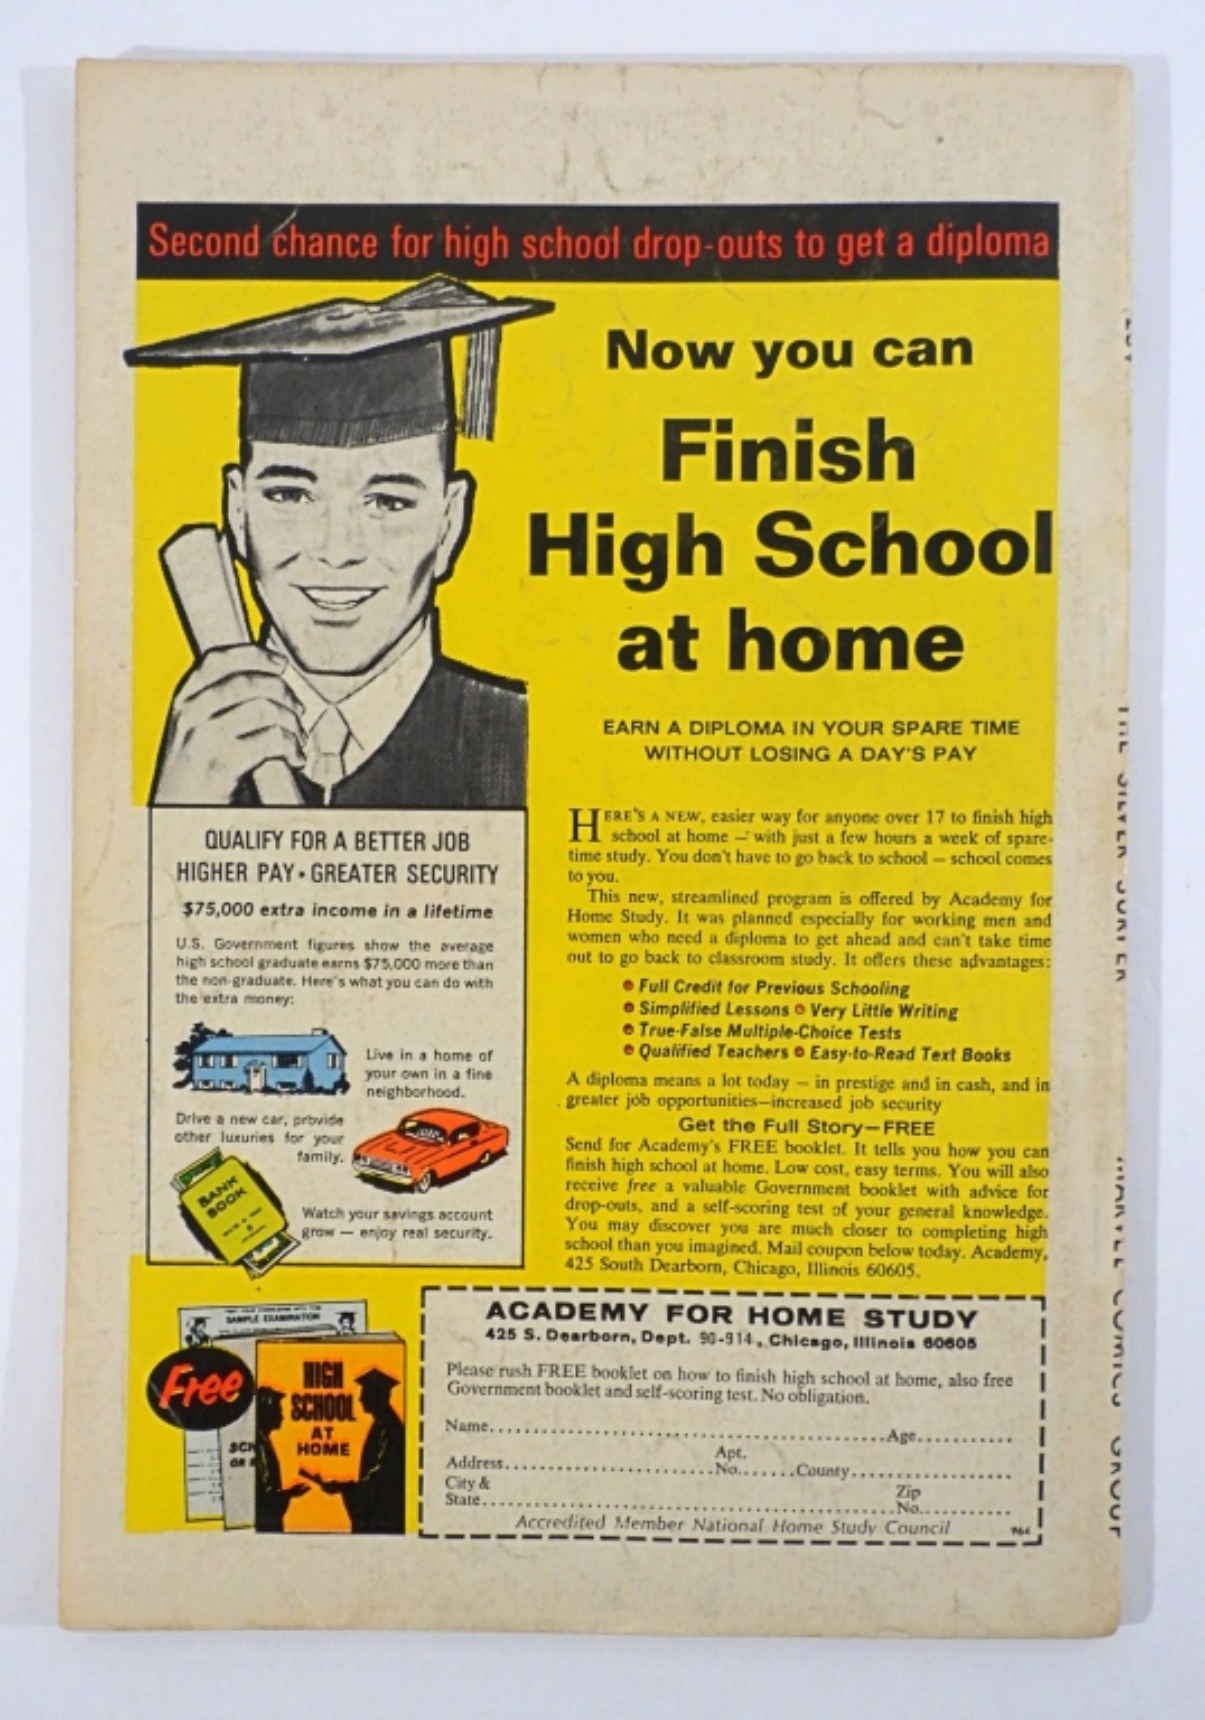 Second chance for high school drop-outs to get a diploma
Now you can
Finish
High School
at home
EARN A DIPLOMA IN YOUR SPARE TIME
WITHOUT LOSING A DAY'S PAY
HERE'S A NEW, easier way for anyone over 17 to finish high
school at home — with just a few hours a week of spare-
time study. You don't have to go back to school — school comes
to you.
This new, streamlined program is offered by Academy for
Home Study. It was planned especially for working men and
women who need a diploma to get ahead and can't take time
out to go back to classroom study. It offers these advantages:
• Full Credit for Previous Schooling
• Simplified Lessons • Very Little Writing
• True-False Multiple-Choice Tests
• Qualified Teachers • Easy-to-Read Text Books
A diploma means a lot today — in prestige and in cash, and in
greater job opportunities—increased job security
Get the Full Story—FREE
Send for Academy's FREE booklet. It tells you how you can
finish high school at home. Low cost, easy terms. You will also
receive free a valuable Government booklet with advice for
drop-outs, and a self-scoring test of your general knowledge.
You may discover you are much closer to completing high
school than you imagined. Mail coupon below today. Academy,
425 South Dearborn, Chicago, Illinois 60605.
QUALIFY FOR A BETTER JOB
HIGHER PAY • GREATER SECURITY
$75,000 extra income in a lifetime
U.S. Government figures show the average
high school graduate earns $75,000 more than
the non-graduate. Here's what you can do with
the extra money:
Live in a home of
your own in a fine
neighborhood.
Drive a new car, provide
other luxuries for your
family.
BANK
BOOK
Watch your savings account
grow — enjoy real security.
SAMPLE EXAMINATION
Free
HIGH
SCHOOL
AT
HOME
ACADEMY FOR HOME STUDY
425 S. Dearborn, Dept. 90-914, Chicago, Illinois 60605
Please rush FREE booklet on how to finish high school at home, also free
Government booklet and self-scoring test. No obligation.
Name.......................................................Age.............
Apt.
Address..............................No.......County......................
City &
State..........................................................
Zip
No.............
Accredited Member National Home Study Council
964
THE SILVER SURFER
MARVEL COMICS GROUP